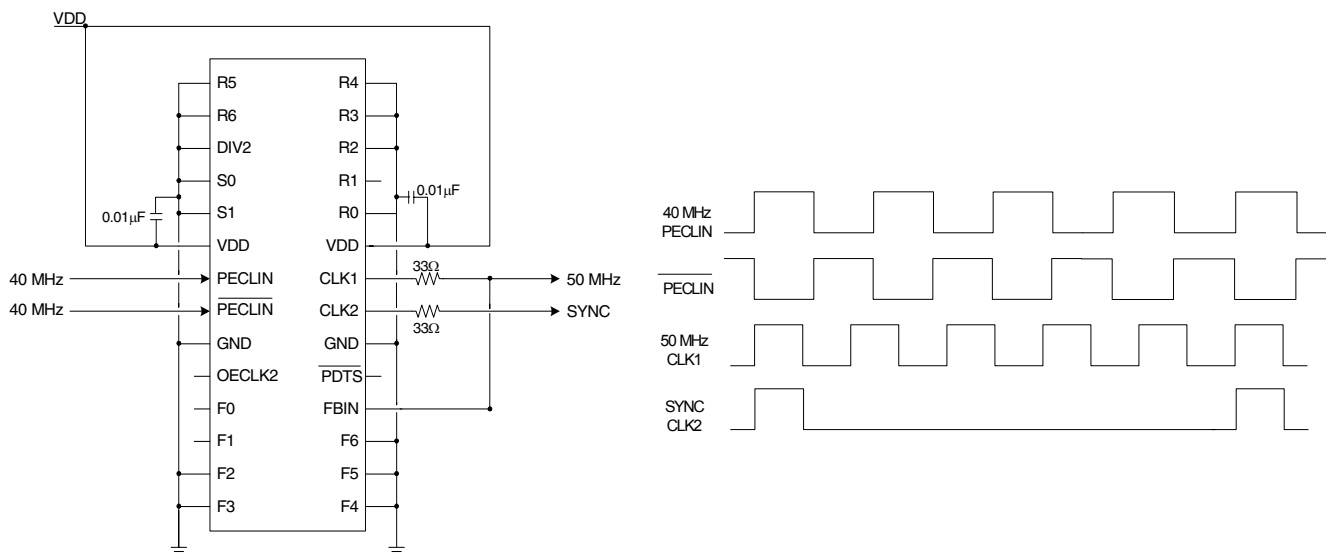 VDD
R5
R6
DIV2
S0
S1
VDD
PECLIN
PECLIN
GND
OECLK2
F0
F1
F2
F3
R4
R3
R2
R1
R0
VDD
CLK1
CLK2
GND
PDTS
FBIN
F6
F5
F4
0.01µF
0.01µF
40 MHz
40 MHz
33Ω
33Ω
50 MHz
SYNC
40 MHz
PECLIN
PECLIN
50 MHz
CLK1
SYNC
CLK2